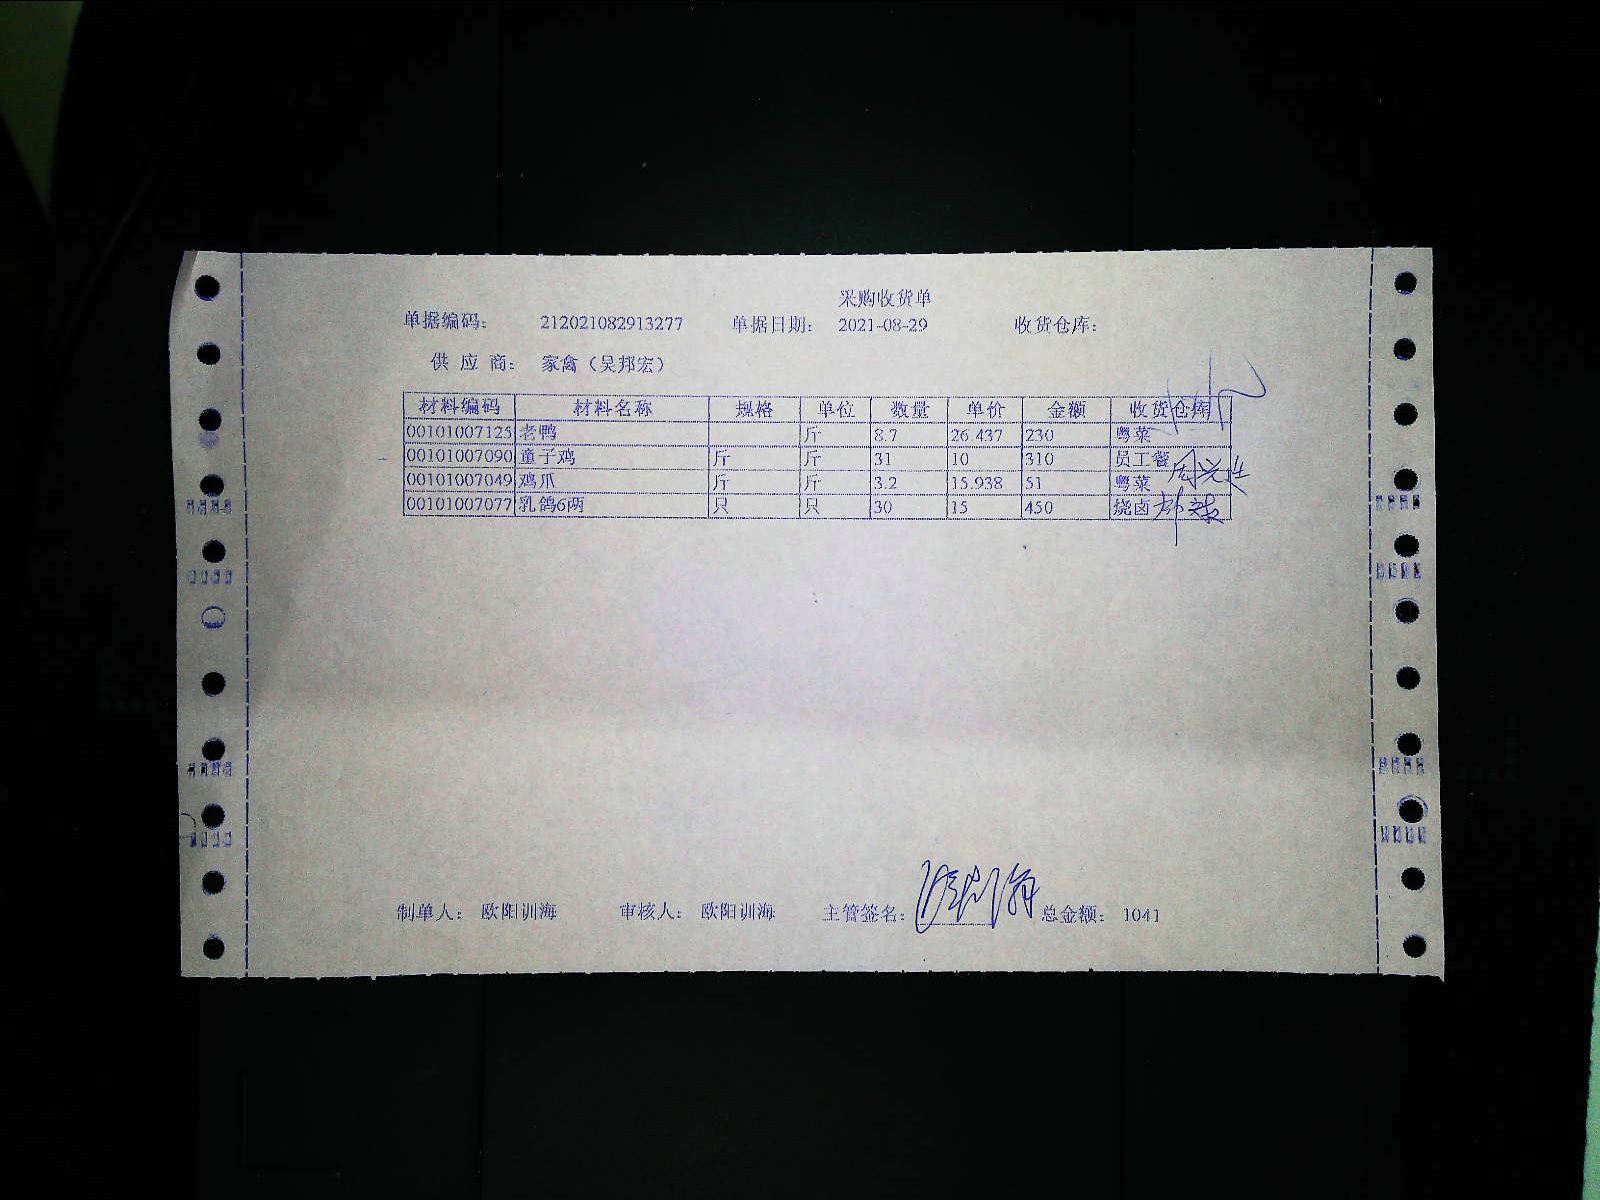 采购收货单
单据编码： 212021082913277 单据日期： 2021-08-29 收货仓库：
供 应 商： 家禽（吴邦宏）
材料编码 材料名称 规格 单位 数量 单价 金额 收货仓库
00101007125 老鸭 斤 8.7 26.437 230 粤菜
00101007090 童子鸡 斤 斤 31 10 310 员工餐
00101007049 鸡爪 斤 斤 3.2 15.938 51 粤菜
00101007077 乳鸽6两 只 只 30 15 450 烧卤
制单人： 欧阳训海 审核人： 欧阳训海 主管签名： 总金额： 1041